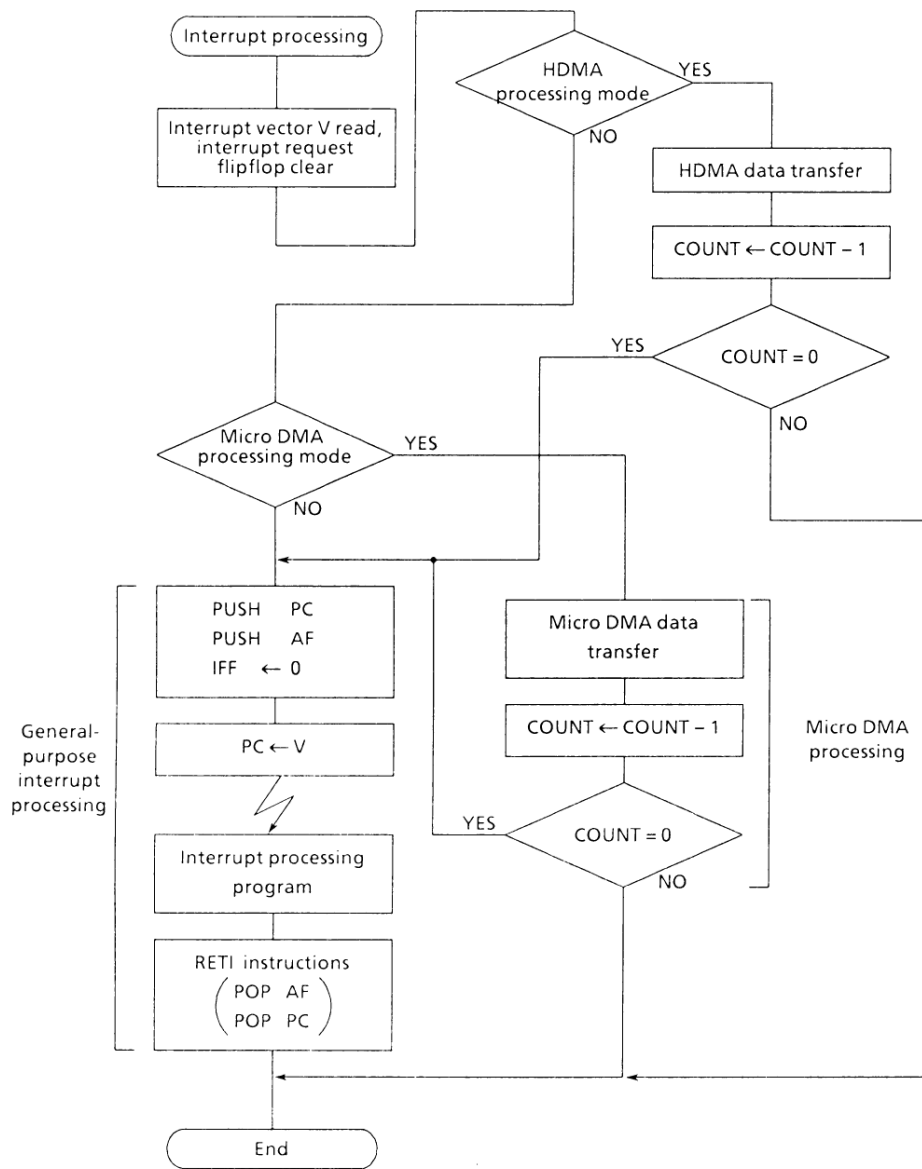 Interrupt processing
Interrupt vector V read,
interrupt request
flipflop clear
HDMA
processing mode
YES
NO
HDMA data transfer
COUNT ← COUNT – 1
COUNT = 0
YES
NO
Micro DMA
processing mode
YES
NO
General-
purpose
interrupt
processing
PUSH PC
PUSH AF
IFF ← 0
PC ← V
Interrupt processing
program
RETI instructions
(POP AF
POP PC)
Micro DMA data
transfer
COUNT ← COUNT – 1
COUNT = 0
YES
NO
Micro DMA
processing
End